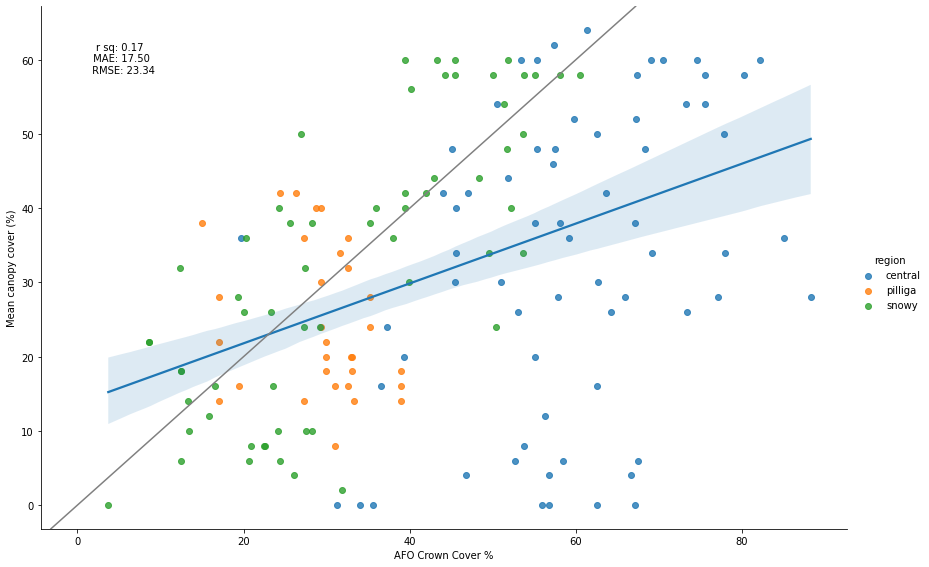 r sq: 0.17
MAE: 17.50
RMSE: 23.34
Mean canopy cover (%)
60
50
40
30
20
10
0
0 20 40 60 80
AFO Crown Cover %
region
central
pilliga
snowy